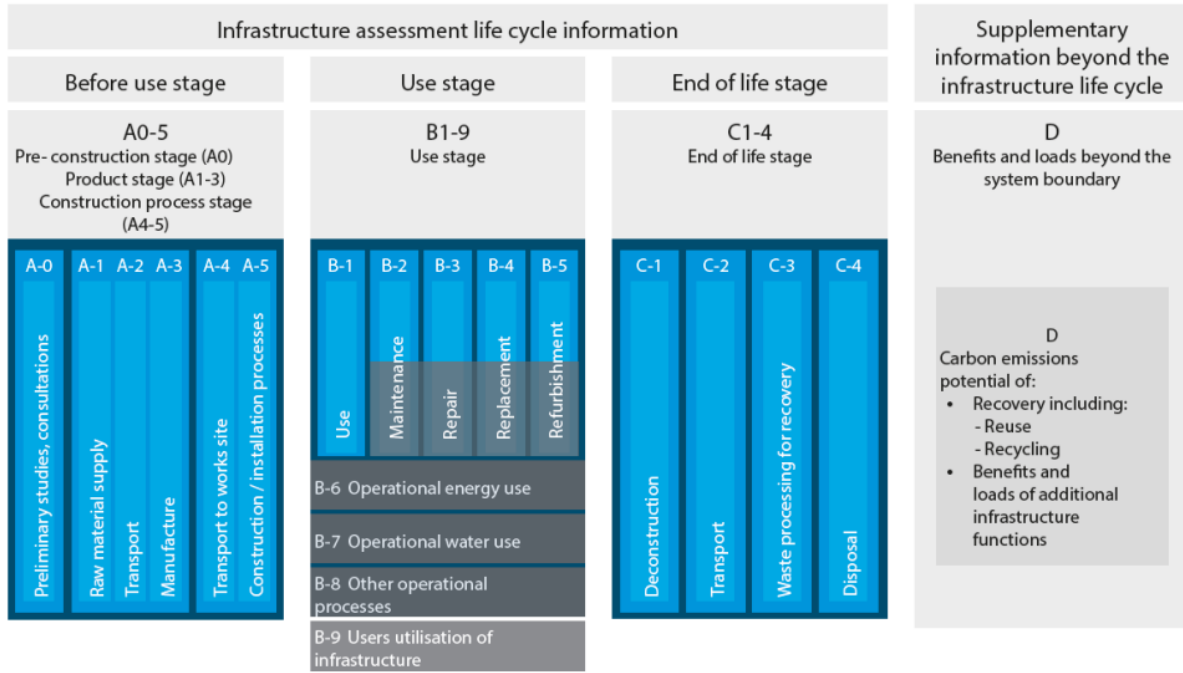 Infrastructure assessment life cycle information
Supplementary
information beyond the
infrastructure life cycle
Before use stage
Use stage
End of life stage
A0-5
Pre- construction stage (A0)
Product stage (A1-3)
Construction process stage
(A4-5)
B1-9
Use stage
C1-4
End of life stage
D
Benefits and loads beyond the
system boundary
A-0
Preliminary studies, consultations
A-1
Raw material supply
A-2
Transport
A-3
Manufacture
A-4
Transport to works site
A-5
Construction / installation processes
B-1
Use
B-2
Maintenance
B-3
Repair
B-4
Replacement
B-5
Refurbishment
B-6 Operational energy use
B-7 Operational water use
B-8 Other operational
processes
B-9 Users utilisation of
infrastructure
C-1
Deconstruction
C-2
Transport
C-3
Waste processing for recovery
C-4
Disposal
D
Carbon emissions
potential of:
• Recovery including:
- Reuse
- Recycling
• Benefits and
loads of additional
infrastructure
functions